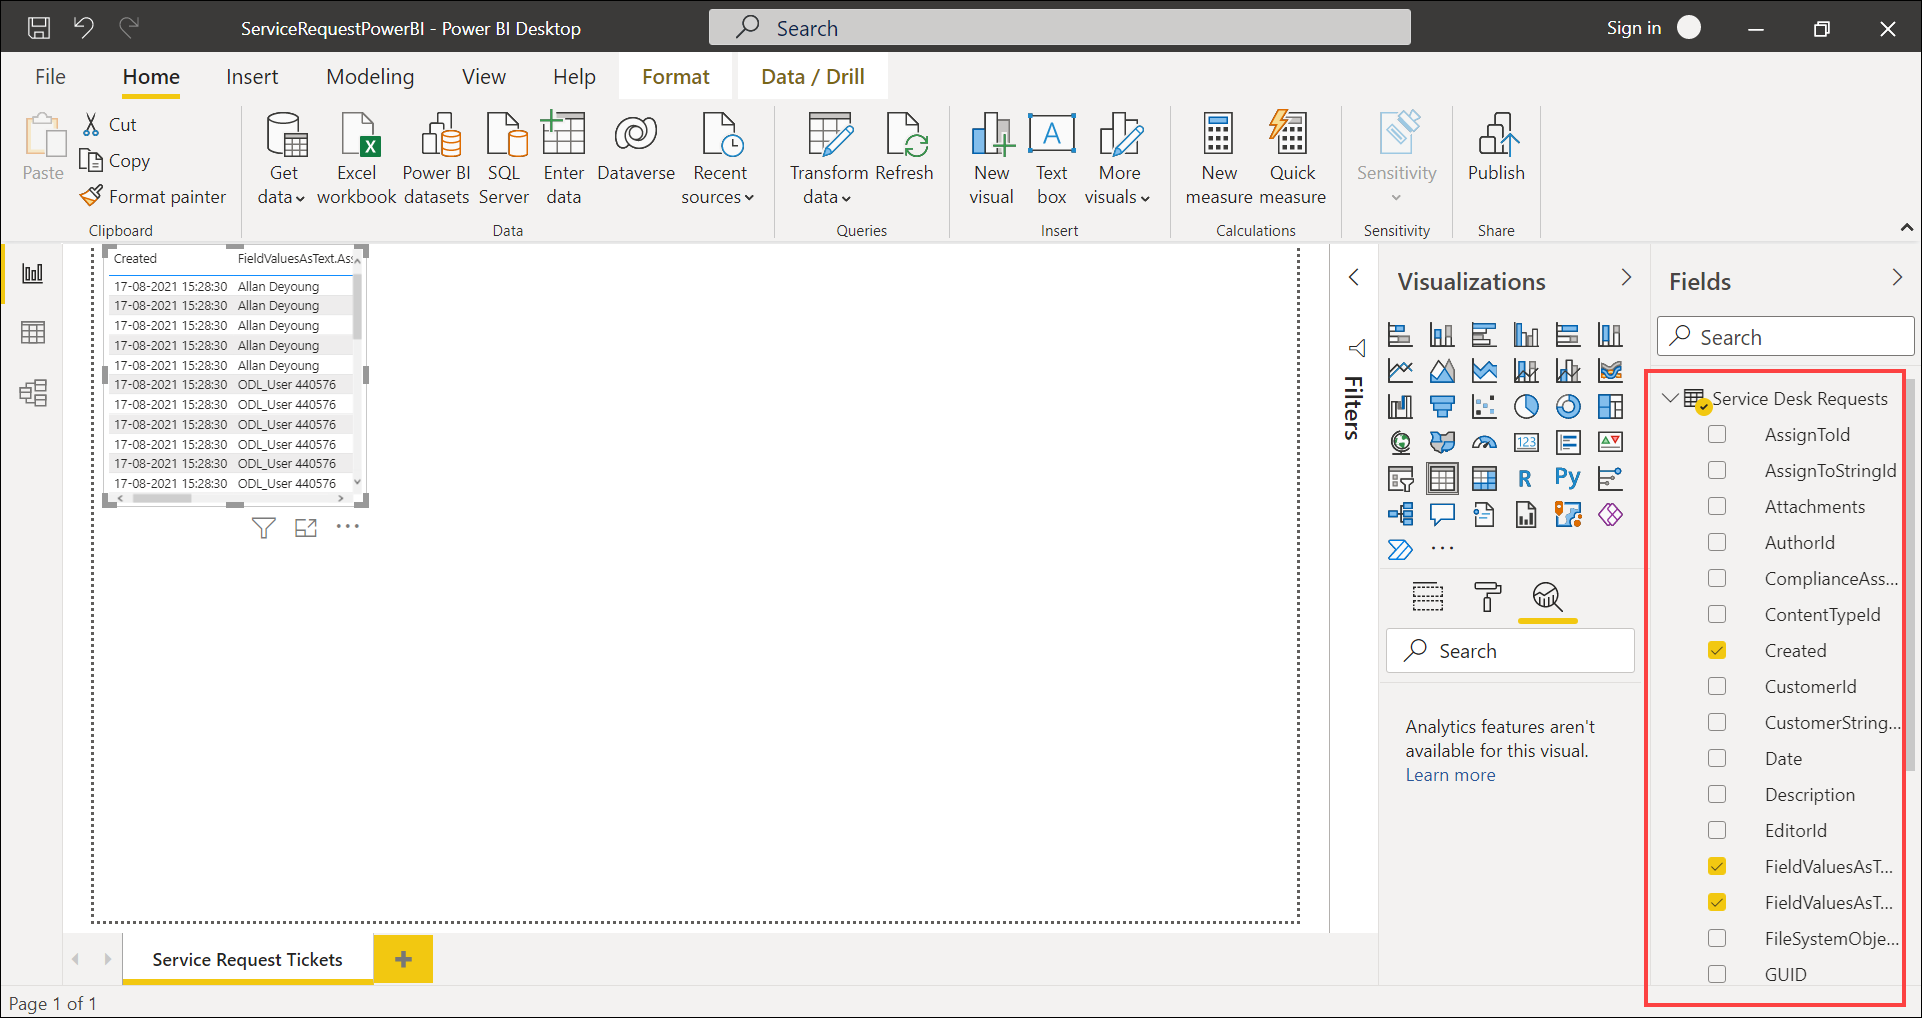 ServiceRequestPowerBI - Power BI Desktop
Search
Sign in
File
Home
Insert
Modeling
View
Help
Format
Data / Drill
Paste
Cut
Copy
Format painter
Clipboard
Get data
Excel workbook
Power BI datasets
SQL Server
Enter data
Dataverse
Recent sources
Data
Transform data
Refresh
Queries
New visual
Text box
More visuals
Insert
New measure
Quick measure
Calculations
Sensitivity
Sensitivity
Publish
Share
Created FieldValuesAsText.Ass
17-08-2021 15:28:30 Allan Deyoung
17-08-2021 15:28:30 Allan Deyoung
17-08-2021 15:28:30 Allan Deyoung
17-08-2021 15:28:30 Allan Deyoung
17-08-2021 15:28:30 Allan Deyoung
17-08-2021 15:28:30 ODL_User 440576
17-08-2021 15:28:30 ODL_User 440576
17-08-2021 15:28:30 ODL_User 440576
17-08-2021 15:28:30 ODL_User 440576
17-08-2021 15:28:30 ODL_User 440576
17-08-2021 15:28:30 ODL_User 440576
Filters
Visualizations
123
R
Py
Search
Analytics features aren't
available for this visual.
Learn more
Fields
Search
Service Desk Requests
AssignToId
AssignToStringId
Attachments
AuthorId
ComplianceAss...
ContentTypeId
Created
CustomerId
CustomerString...
Date
Description
EditorId
FieldValuesAsT...
FieldValuesAsT...
FileSystemObje...
GUID
Service Request Tickets
Page 1 of 1